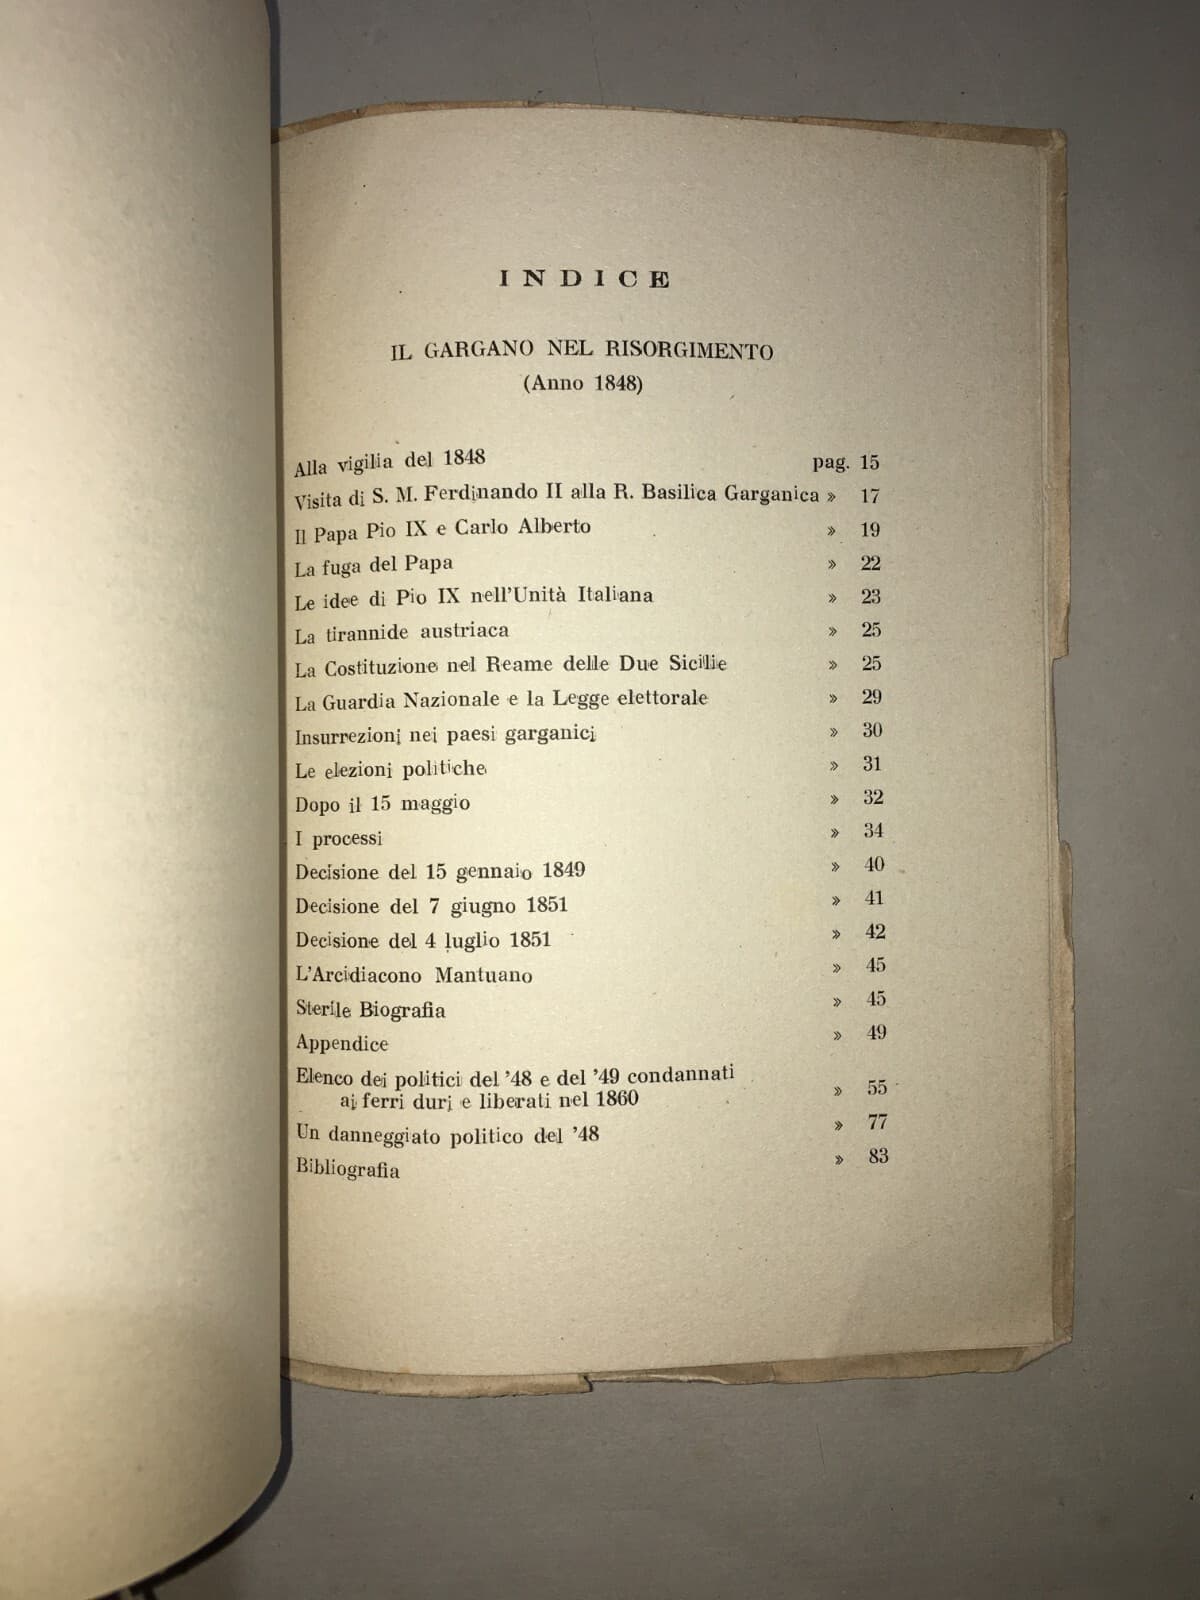 INDICE
IL GARGANO NEL RISORGIMENTO
(Anno 1848)
Alla vigilia del 1848 pag. 15
Visita di S. M. Ferdinando II alla R. Basilica Garganica » 17
Il Papa Pio IX e Carlo Alberto » 19
La fuga del Papa » 22
Le idee di Pio IX nell'Unità Italiana » 23
La tirannide austriaca » 25
La Costituzione nel Reame delle Due Sicilie » 25
La Guardia Nazionale e la Legge elettorale » 29
Insurrezioni nei paesi garganici » 30
Le elezioni politiche » 31
Dopo il 15 maggio » 32
I processi » 34
Decisione del 15 gennaio 1849 » 40
Decisione del 7 giugno 1851 » 41
Decisione del 4 luglio 1851 » 42
L'Arcidiacono Mantuano » 45
Sterile Biografia » 45
Appendice » 49
Elenco dei politici del '48 e del '49 condannati
ai ferri duri e liberati nel 1860 » 55
Un danneggiato politico del '48 » 77
Bibliografia » 83